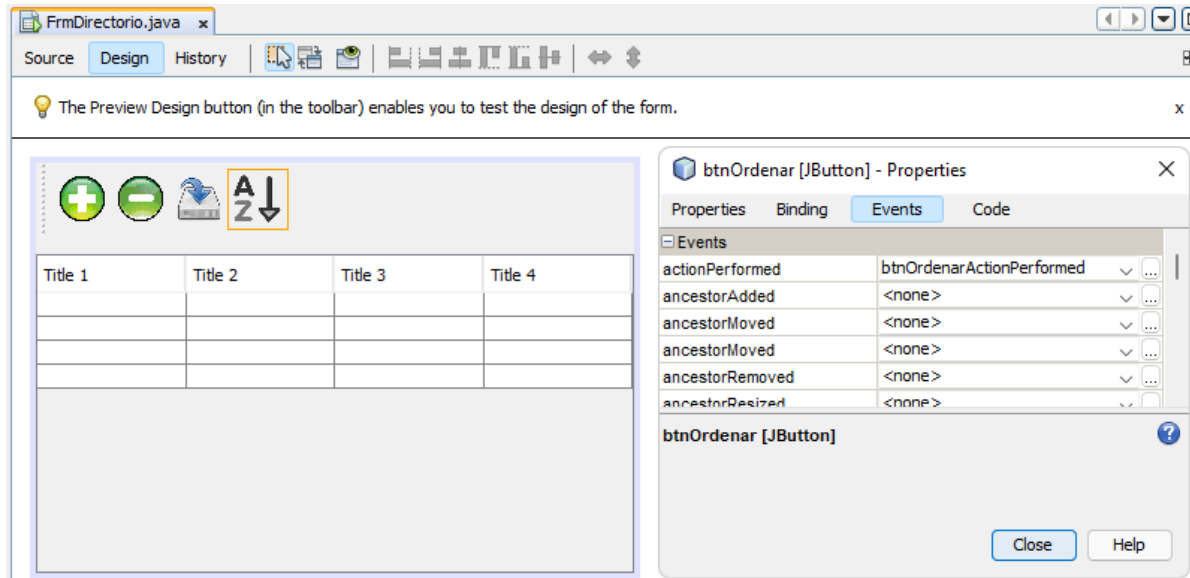 FrmDirectorio.java x
Source Design History
The Preview Design button (in the toolbar) enables you to test the design of the form. x
A
Z
Title 1 Title 2 Title 3 Title 4
btnOrdenar [JButton] - Properties
Properties Binding Events Code
Events
actionPerformed btnOrdenarActionPerformed ...
ancestorAdded <none> ...
ancestorMoved <none> ...
ancestorMoved <none> ...
ancestorRemoved <none> ...
ancestorResized <none>
btnOrdenar [JButton] ?
Close Help